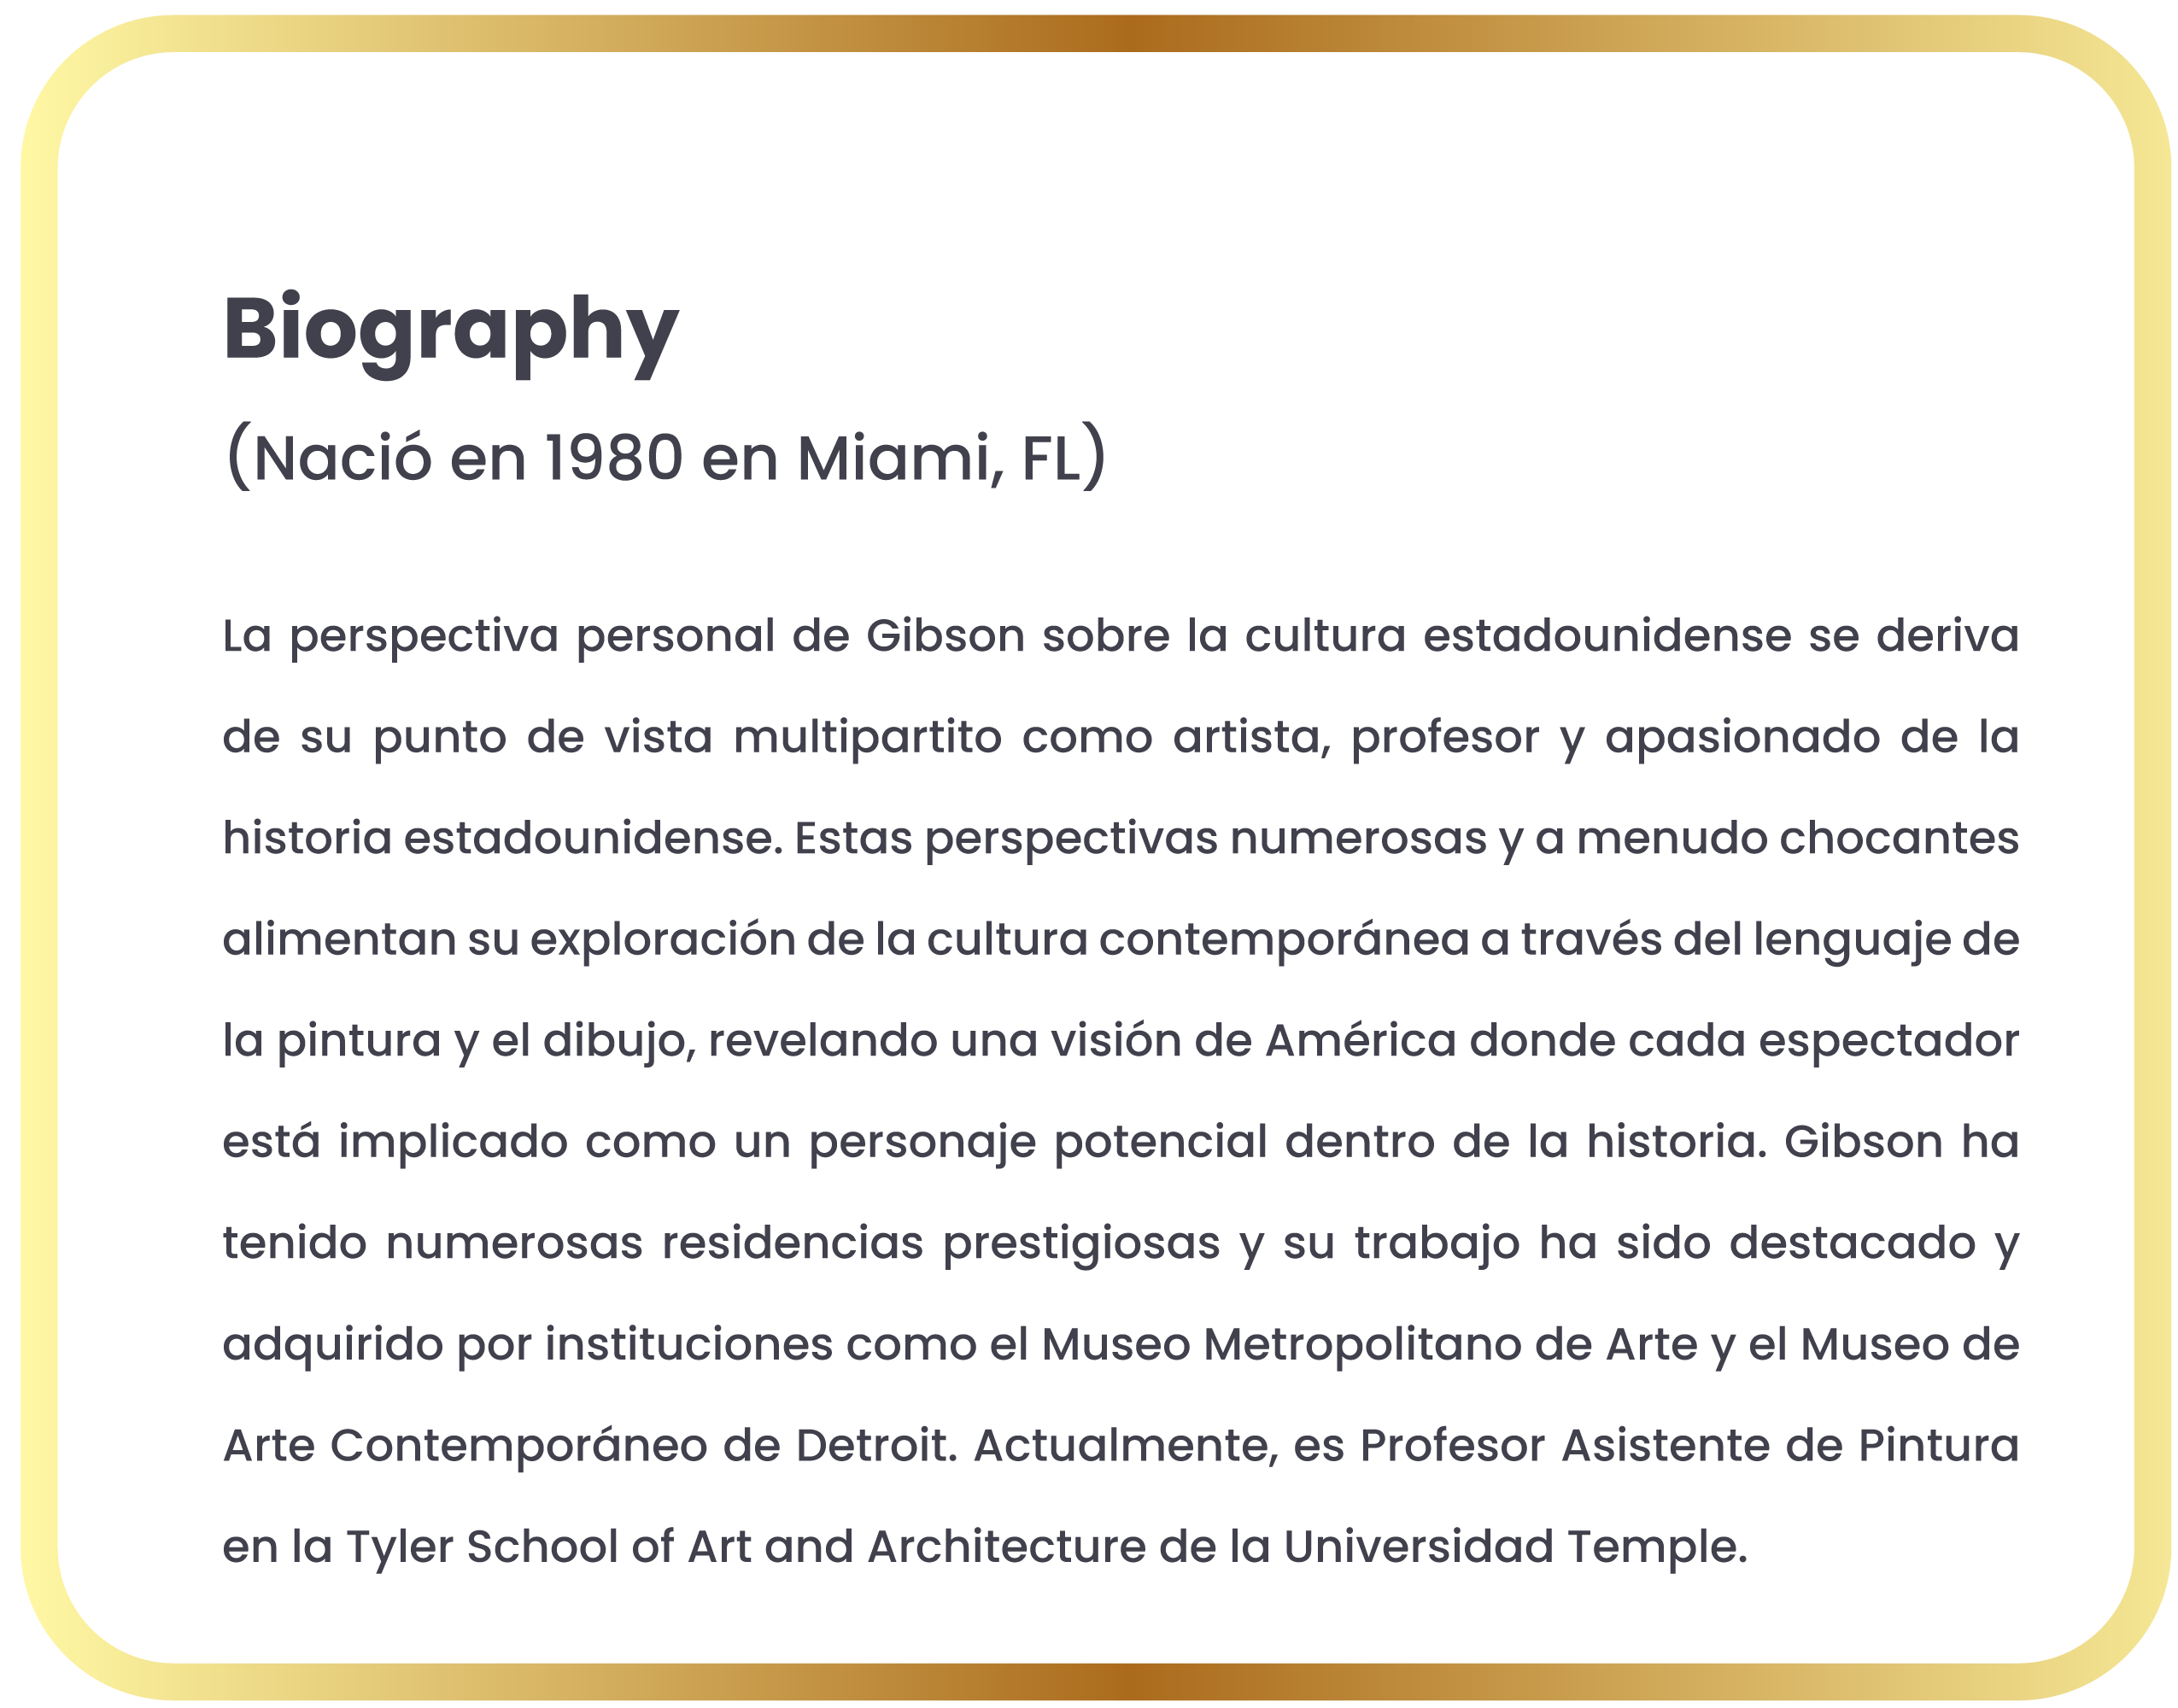 Biography
(Nació en 1980 en Miami, FL)
La perspectiva personal de Gibson sobre la cultura estadounidense se deriva
de su punto de vista multipartito como artista, profesor y apasionado de la
historia estadounidense. Estas perspectivas numerosas y a menudo chocantes
alimentan su exploración de la cultura contemporánea a través del lenguaje de
la pintura y el dibujo, revelando una visión de América donde cada espectador
está implicado como un personaje potencial dentro de la historia. Gibson ha
tenido numerosas residencias prestigiosas y su trabajo ha sido destacado y
adquirido por instituciones como el Museo Metropolitano de Arte y el Museo de
Arte Contemporáneo de Detroit. Actualmente, es Profesor Asistente de Pintura
en la Tyler School of Art and Architecture de la Universidad Temple.